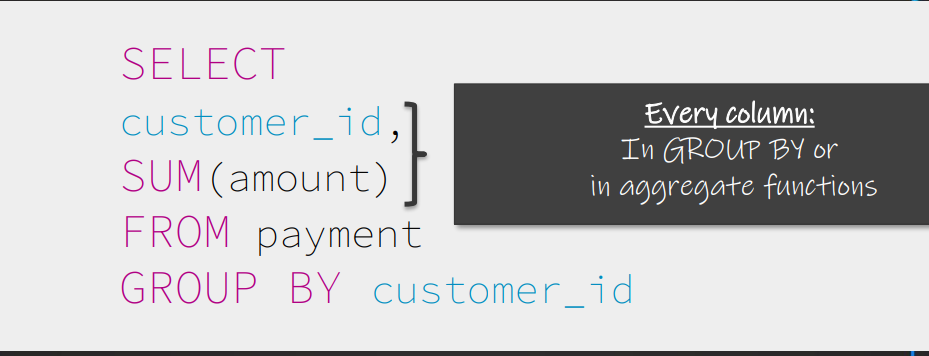 SELECT
customer_id,
SUM(amount)
FROM payment
GROUP BY customer_id
Every column:
In GROUP BY or
in aggregate functions